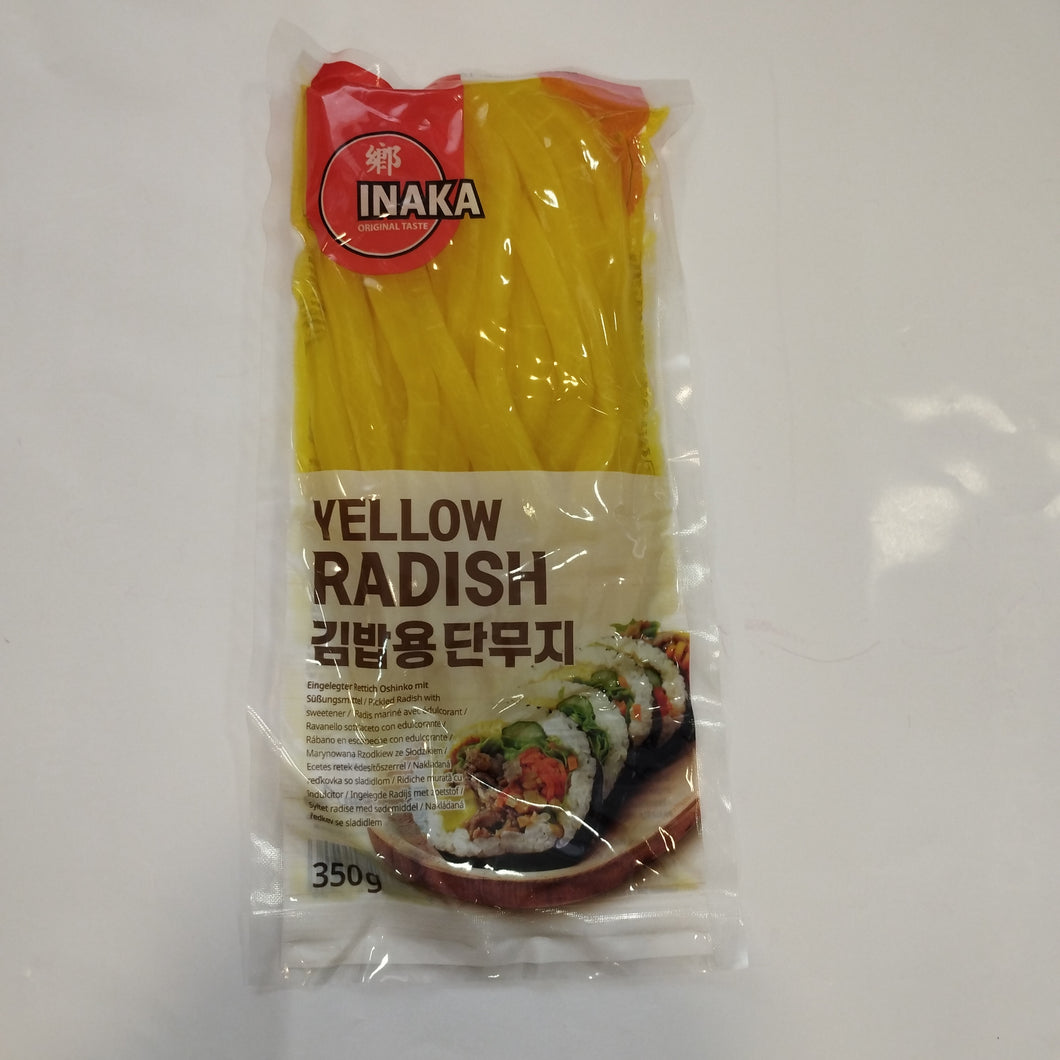 鄕
INAKA
ORIGINAL TASTE
YELLOW
RADISH
김밥용 단무지
Eingelegter Rettich Oshinko mit
Süßungsmittel / Pickled Radish with
sweetener / Radis mariné avec édulcorant /
Ravanello sottaceto con edulcorante /
Rábano en escabeche con edulcorante /
Marynowana Rzodkiew ze Słodzikiem /
Ecetes retek édesítőszerrel / Nakladaná
reďkovka so sladidlom / Ridiche murată cu
îndulcitor / Ingelegde Radijs met zoetstof /
Syltet radise med sødemiddel / Nakládaná
ředkev se sladidlem
350g